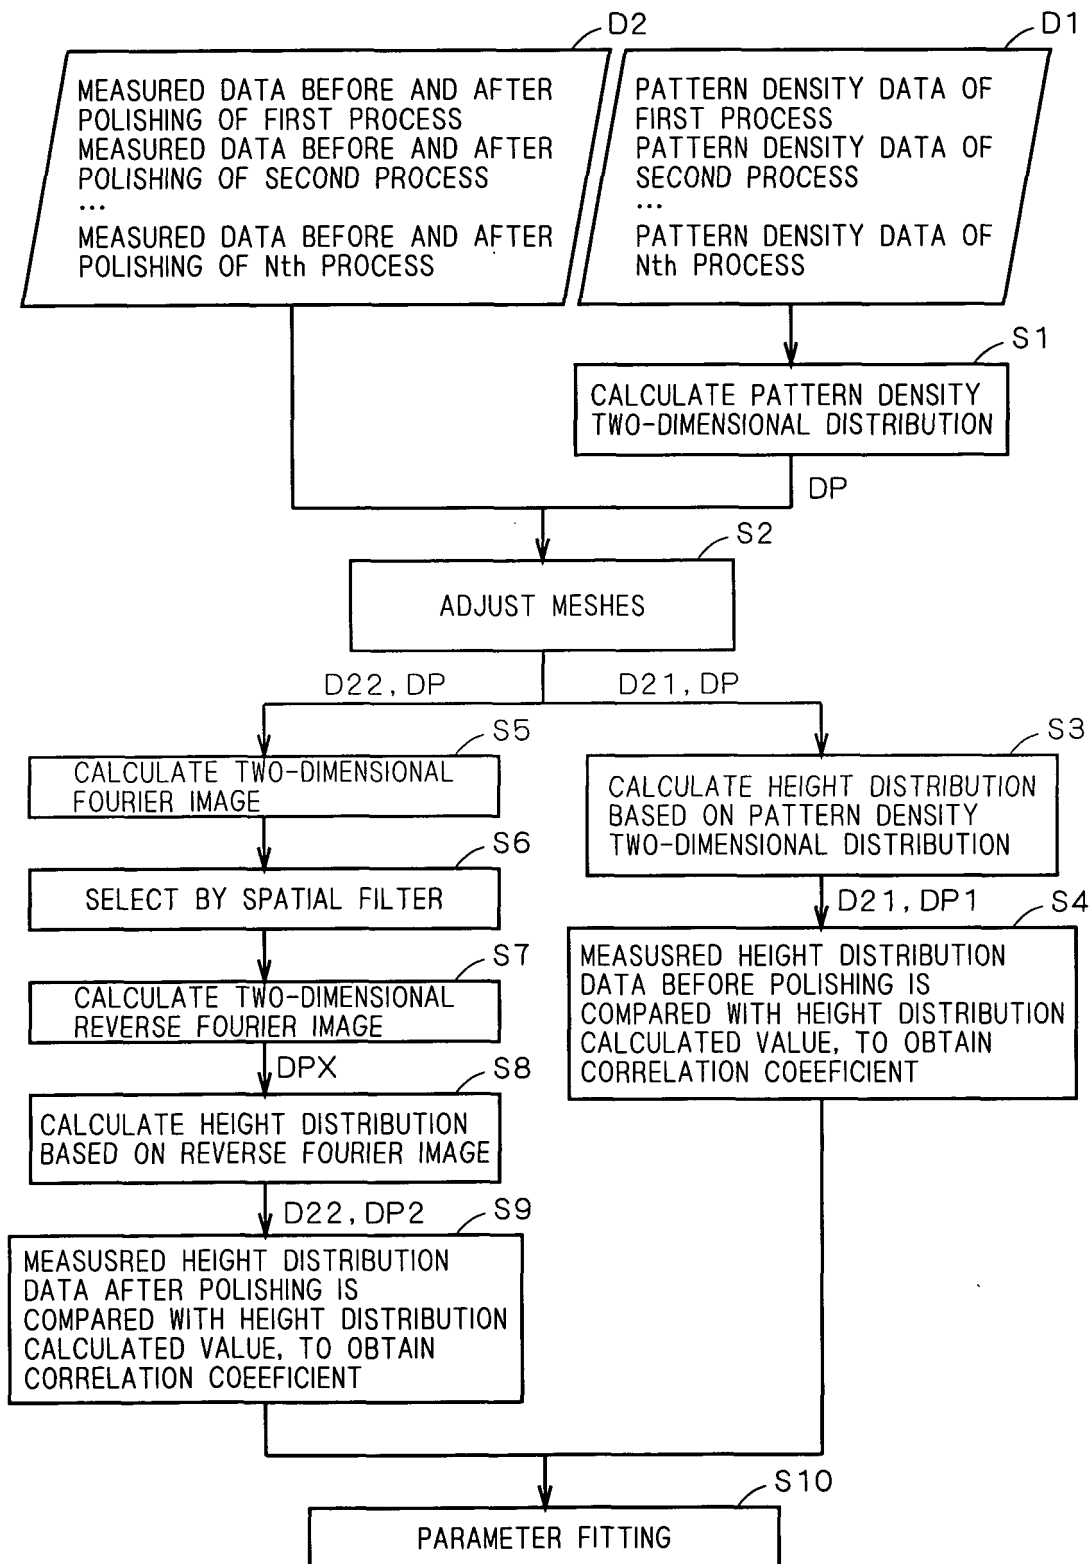 D2
MEASURED DATA BEFORE AND AFTER
POLISHING OF FIRST PROCESS
MEASURED DATA BEFORE AND AFTER
POLISHING OF SECOND PROCESS
...
MEASURED DATA BEFORE AND AFTER
POLISHING OF Nth PROCESS
D1
PATTERN DENSITY DATA OF
FIRST PROCESS
PATTERN DENSITY DATA OF
SECOND PROCESS
...
PATTERN DENSITY DATA OF
Nth PROCESS
S1
CALCULATE PATTERN DENSITY
TWO-DIMENSIONAL DISTRIBUTION
DP
S2
ADJUST MESHES
D22, DP
D21, DP
S5
CALCULATE TWO-DIMENSIONAL
FOURIER IMAGE
S6
SELECT BY SPATIAL FILTER
S7
CALCULATE TWO-DIMENSIONAL
REVERSE FOURIER IMAGE
DPX
S8
CALCULATE HEIGHT DISTRIBUTION
BASED ON REVERSE FOURIER IMAGE
D22, DP2
S9
MEASUSRED HEIGHT DISTRIBUTION
DATA AFTER POLISHING IS
COMPARED WITH HEIGHT DISTRIBUTION
CALCULATED VALUE, TO OBTAIN
CORRELATION COEEFICIENT
S3
CALCULATE HEIGHT DISTRIBUTION
BASED ON PATTERN DENSITY
TWO-DIMENSIONAL DISTRIBUTION
D21, DP1
S4
MEASUSRED HEIGHT DISTRIBUTION
DATA BEFORE POLISHING IS
COMPARED WITH HEIGHT DISTRIBUTION
CALCULATED VALUE, TO OBTAIN
CORRELATION COEEFICIENT
S10
PARAMETER FITTING